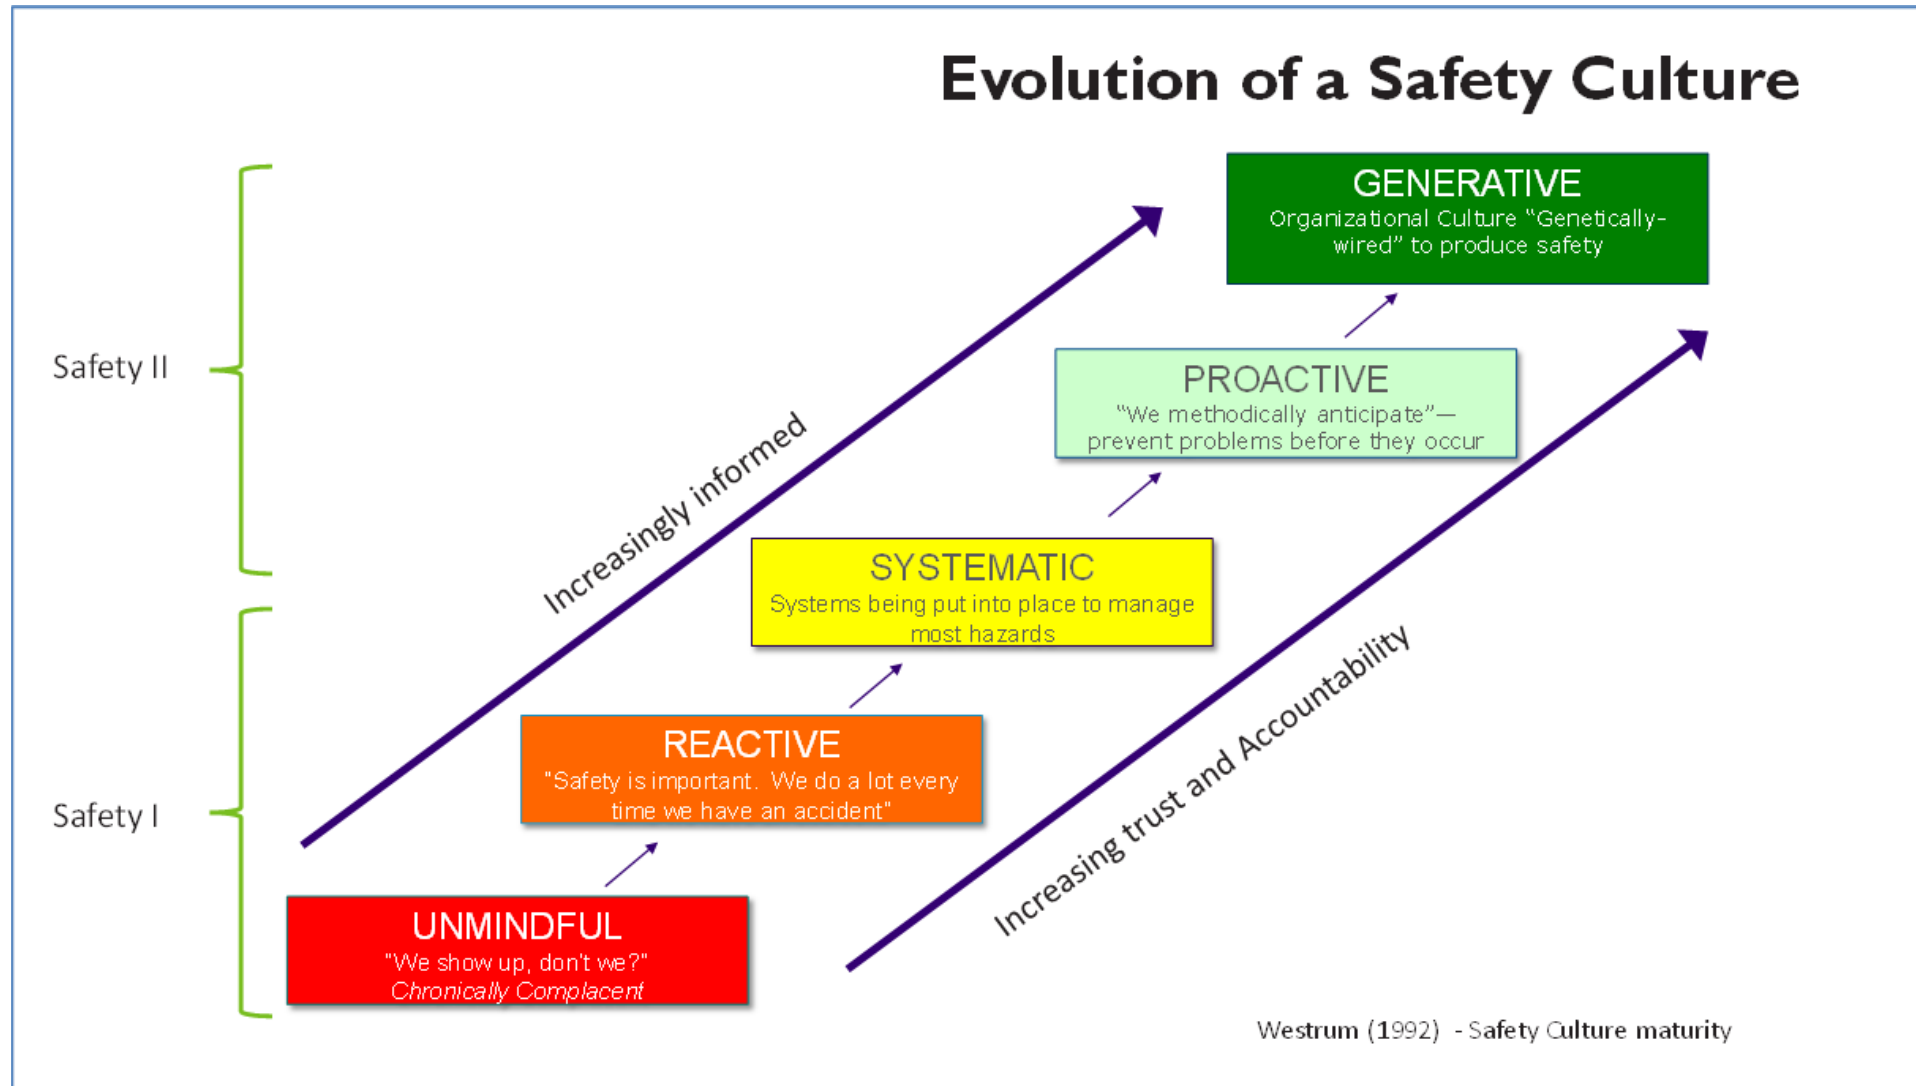 Evolution of a Safety Culture
GENERATIVE
Organizational Culture “Genetically-
wired” to produce safety
Safety II
PROACTIVE
“We methodically anticipate”—
prevent problems before they occur
Increasingly informed
SYSTEMATIC
Systems being put into place to manage
most hazards
REACTIVE
"Safety is important.  We do a lot every
time we have an accident"
Safety I
Increasing trust and Accountability
UNMINDFUL
"We show up, don't we?"
Chronically Complacent
Westrum (1992)  - Safety Culture maturity